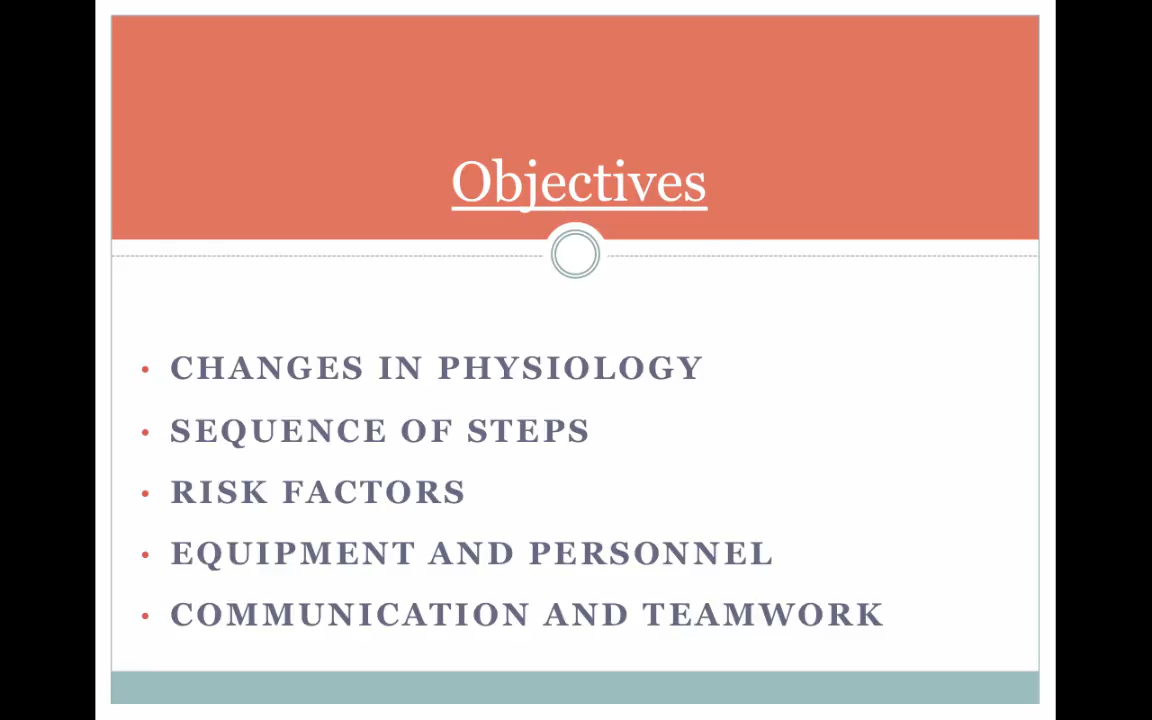 Objectives
• CHANGES IN PHYSIOLOGY
• SEQUENCE OF STEPS
• RISK FACTORS
• EQUIPMENT AND PERSONNEL
• COMMUNICATION AND TEAMWORK